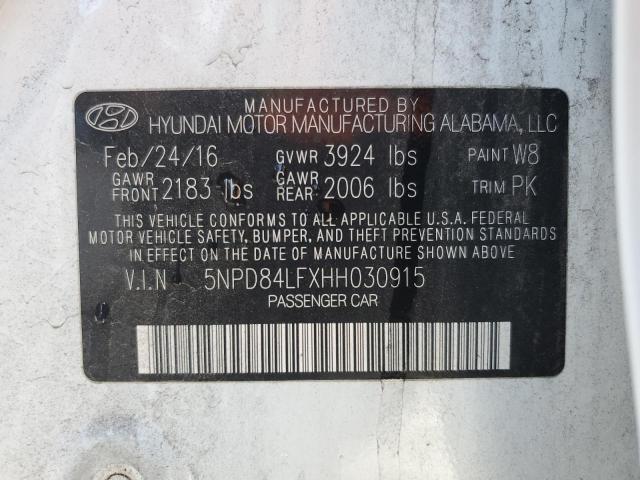 MANUFACTURED BY
HYUNDAI MOTOR MANUFACTURING ALABAMA, LLC
Feb/24/16 GVWR 3924 lbs PAINT W8
GAWR FRONT 2183 lbs GAWR REAR 2006 lbs TRIM PK
THIS VEHICLE CONFORMS TO ALL APPLICABLE U.S.A. FEDERAL
MOTOR VEHICLE SAFETY, BUMPER, AND THEFT PREVENTION STANDARDS
IN EFFECT ON THE DATE OF MANUFACTURE SHOWN ABOVE
V.I.N 5NPD84LFXHH030915
PASSENGER CAR